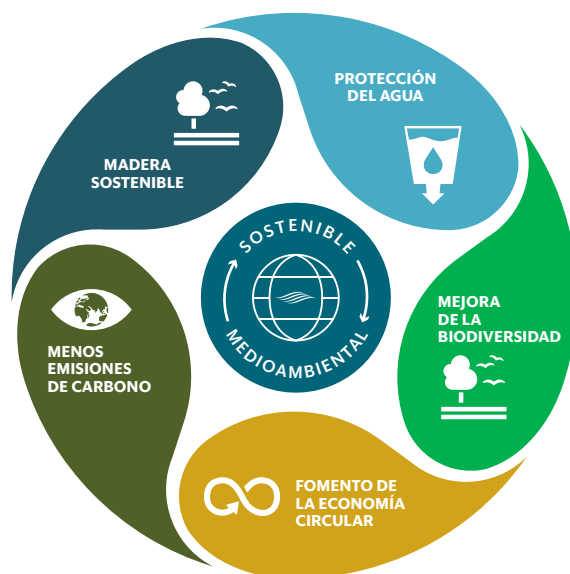 PROTECCIÓN
DEL AGUA
MADERA
SOSTENIBLE
SOSTENIBLE
MEDIOAMBIENTAL
MEJORA
DE LA
BIODIVERSIDAD
MENOS
EMISIONES
DE CARBONO
FOMENTO DE
LA ECONOMÍA
CIRCULAR